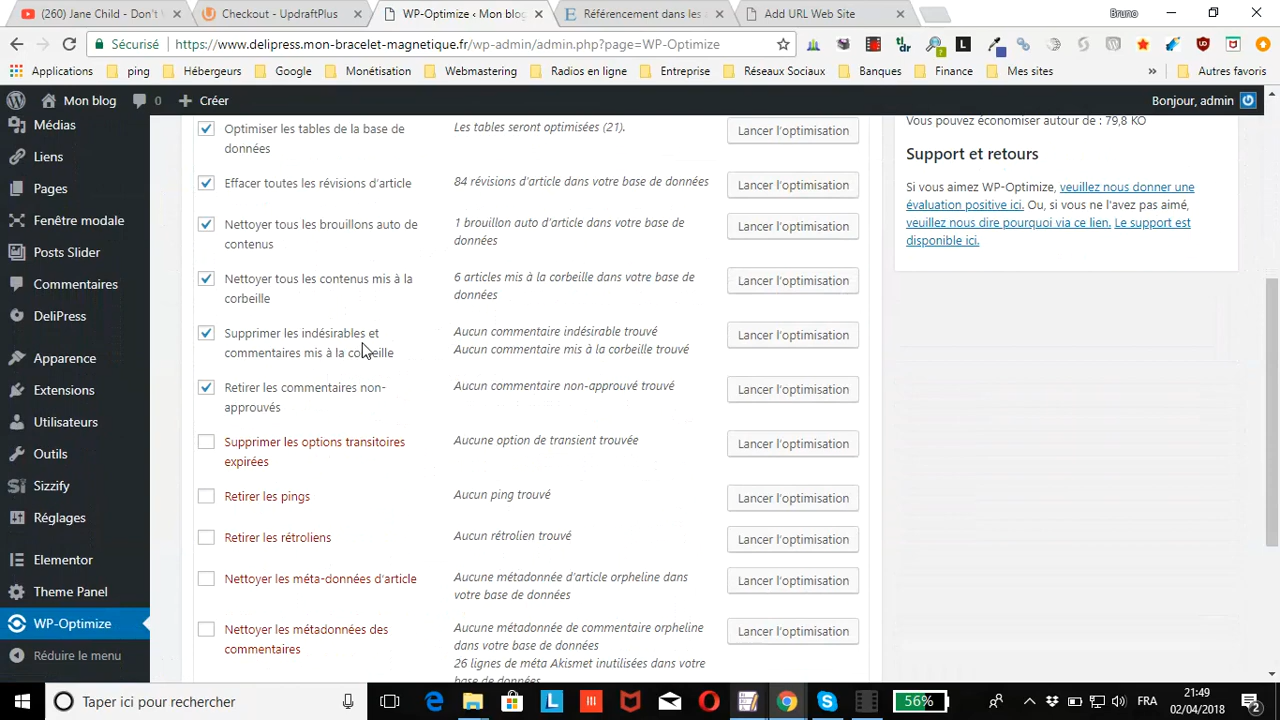 (260) Jane Child - Don't W
Checkout - UpdraftPlus
WP-Optimize ‹ Mon blog
Référencement dans les a
Add URL Web Site
Bruno
Sécurisé
https://www.delipress.mon-bracelet-magnetique.fr/wp-admin/admin.php?page=WP-Optimize
Applications
ping
Hébergeurs
Google
Monétisation
Webmastering
Radios en ligne
Entreprise
Réseaux Sociaux
Banques
Finance
Mes sites
»
Autres favoris
Mon blog
0
Créer
Bonjour, admin
Médias
Liens
Pages
Fenêtre modale
Posts Slider
Commentaires
DeliPress
Apparence
Extensions
Utilisateurs
Outils
Sizzify
Réglages
Elementor
Theme Panel
WP-Optimize
Réduire le menu
Optimiser les tables de la base de
données
Les tables seront optimisées (21).
Lancer l'optimisation
Effacer toutes les révisions d'article
84 révisions d'article dans votre base de données
Lancer l'optimisation
Nettoyer tous les brouillons auto de
contenus
1 brouillon auto d'article dans votre base de
données
Lancer l'optimisation
Nettoyer tous les contenus mis à la
corbeille
6 articles mis à la corbeille dans votre base de
données
Lancer l'optimisation
Supprimer les indésirables et
commentaires mis à la corbeille
Aucun commentaire indésirable trouvé
Aucun commentaire mis à la corbeille trouvé
Lancer l'optimisation
Retirer les commentaires non-
approuvés
Aucun commentaire non-approuvé trouvé
Lancer l'optimisation
Supprimer les options transitoires
expirées
Aucune option de transient trouvée
Lancer l'optimisation
Retirer les pings
Aucun ping trouvé
Lancer l'optimisation
Retirer les rétroliens
Aucun rétrolien trouvé
Lancer l'optimisation
Nettoyer les méta-données d'article
Aucune métadonnée d'article orpheline dans
votre base de données
Lancer l'optimisation
Nettoyer les métadonnées des
commentaires
Aucune métadonnée de commentaire orpheline
dans votre base de données
26 lignes de méta Akismet inutilisées dans votre
base de données
Lancer l'optimisation
Vous pouvez économiser autour de : 79,8 KO
Support et retours
Si vous aimez WP-Optimize, veuillez nous donner une
évaluation positive ici. Ou, si vous ne l'avez pas aimé,
veuillez nous dire pourquoi via ce lien. Le support est
disponible ici.
Taper ici pour rechercher
56%
FRA
21:49
02/04/2018
2